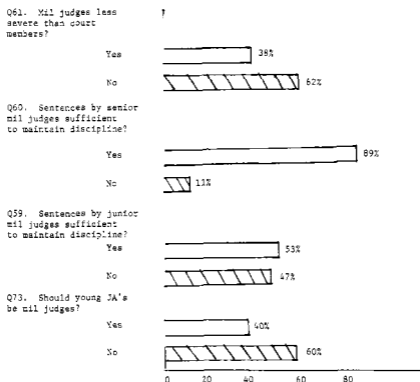 Q61. Mil judges less
severe than court
members?
Yes 38%
No 62%
Q60. Sentences by senior
mil judges sufficient
to maintain discipline?
Yes 89%
No 11%
Q59. Sentences by junior
mil judges sufficient
to maintain discipline?
Yes 53%
No 47%
Q73. Should young JA's
be mil judges?
Yes 40%
No 60%
0 20 40 60 80